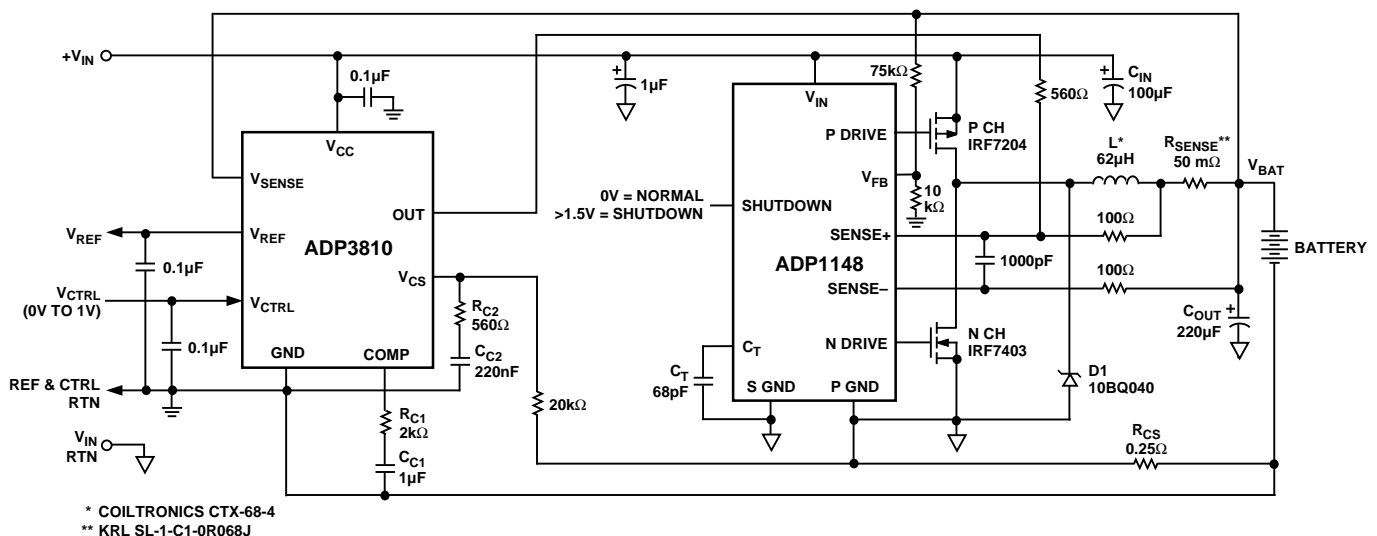 +VIN
0.1µF
1µF
75kΩ
560Ω
CIN
100µF
VCC
VIN
P DRIVE
P CH
IRF7204
L*
62µH
RSENSE**
50 mΩ
VBAT
VSENSE
VFB
10
kΩ
0V = NORMAL
>1.5V = SHUTDOWN
SHUTDOWN
OUT
VREF
VREF
ADP3810
SENSE+
100Ω
BATTERY
0.1µF
VCS
ADP1148
1000pF
SENSE–
100Ω
VCTRL
(0V TO 1V)
VCTRL
RC2
560Ω
COUT
220µF
0.1µF
GND
COMP
CC2
220nF
CT
N DRIVE
N CH
IRF7403
CT
68pF
S GND
P GND
D1
10BQ040
REF & CTRL
RTN
RC1
2kΩ
20kΩ
VIN
RTN
CC1
1µF
RCS
0.25Ω
* COILTRONICS CTX-68-4
** KRL SL-1-C1-0R068J